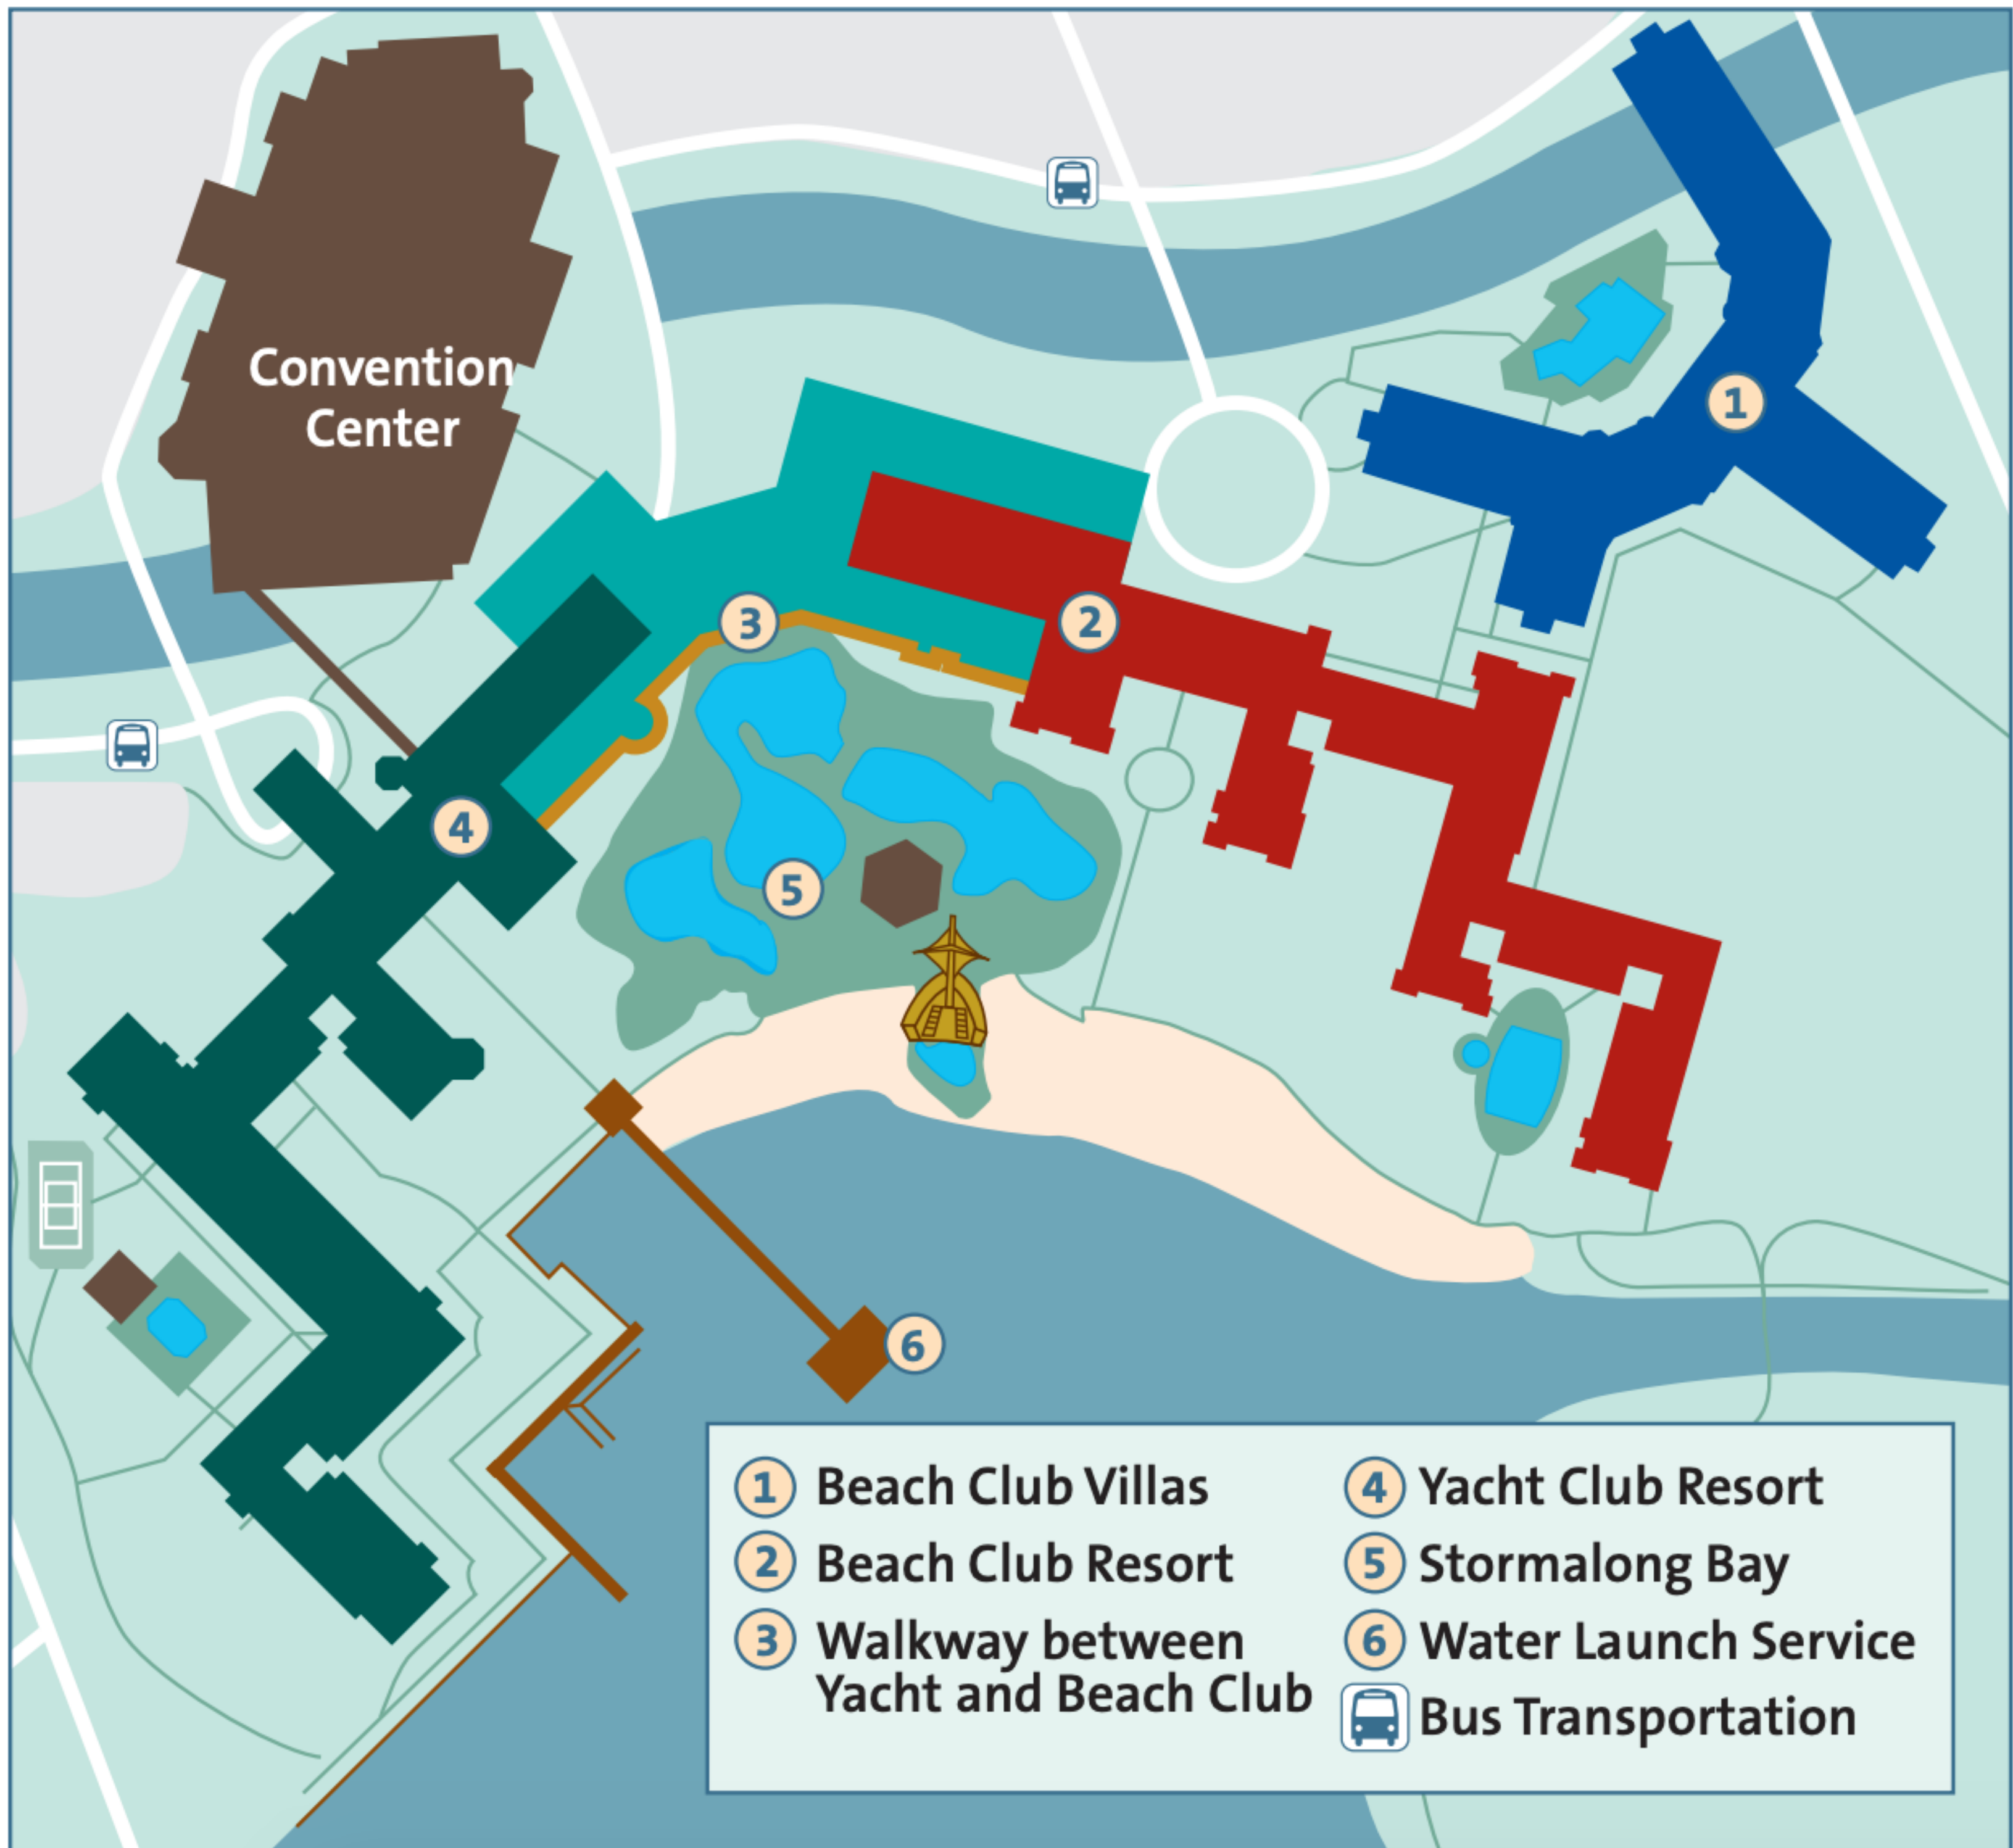 Convention
Center
1
2
3
4
5
6
1 Beach Club Villas
2 Beach Club Resort
3 Walkway between
Yacht and Beach Club
4 Yacht Club Resort
5 Stormalong Bay
6 Water Launch Service
Bus Transportation